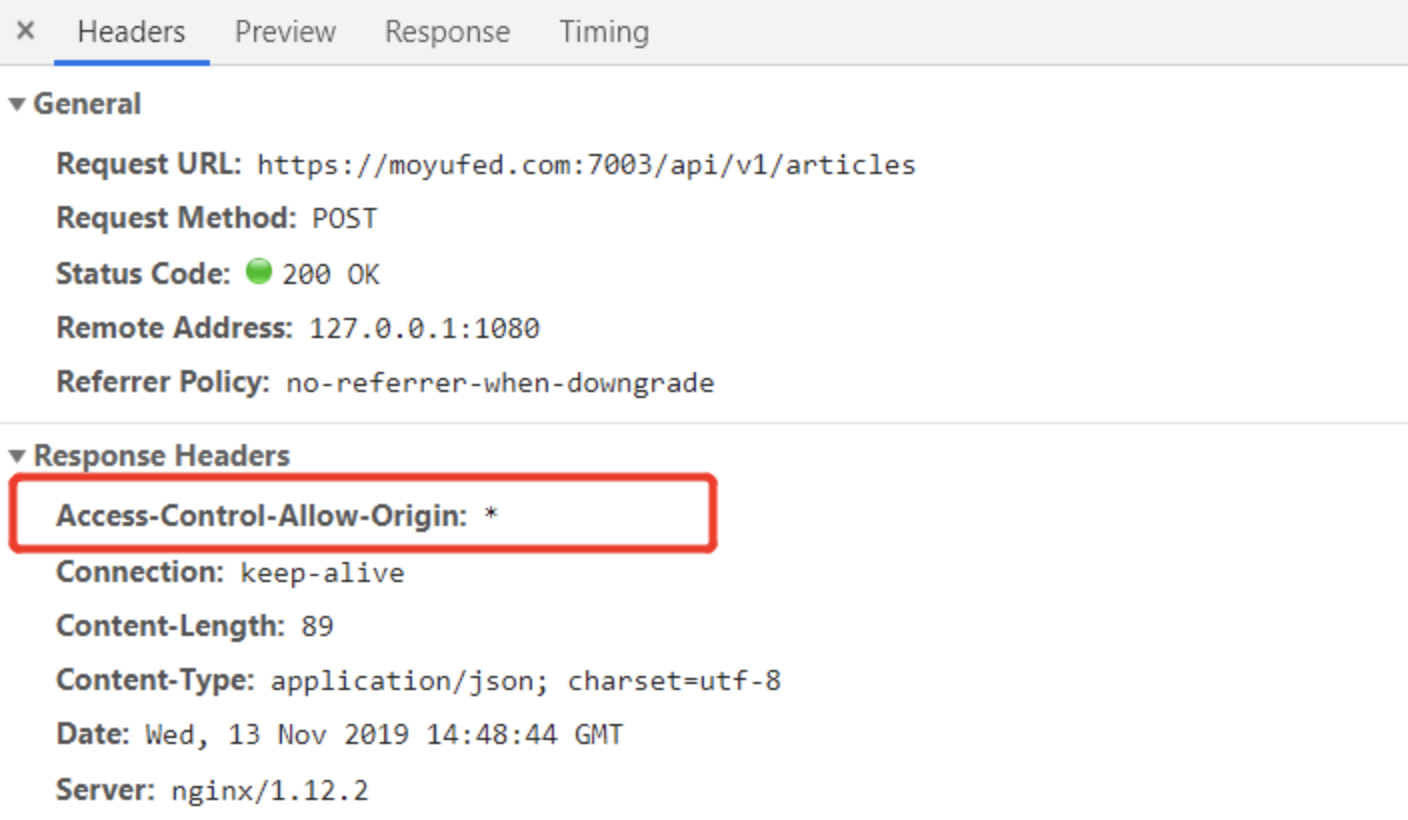 × Headers Preview Response Timing
General
Request URL: https://moyufed.com:7003/api/v1/articles
Request Method: POST
Status Code: 200 OK
Remote Address: 127.0.0.1:1080
Referrer Policy: no-referrer-when-downgrade
Response Headers
Access-Control-Allow-Origin: *
Connection: keep-alive
Content-Length: 89
Content-Type: application/json; charset=utf-8
Date: Wed, 13 Nov 2019 14:48:44 GMT
Server: nginx/1.12.2